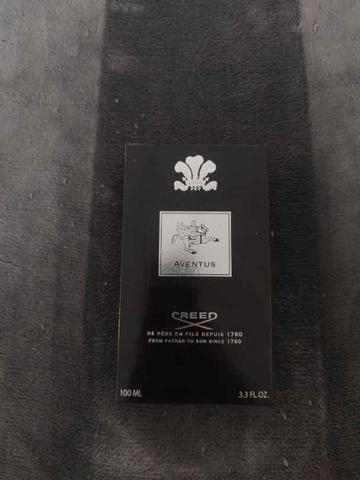 AVENTUS
CREED
DE PÈRE EN FILS DEPUIS 1760
FROM FATHER TO SON SINCE 1760
100 ML 3.3 FL.OZ.